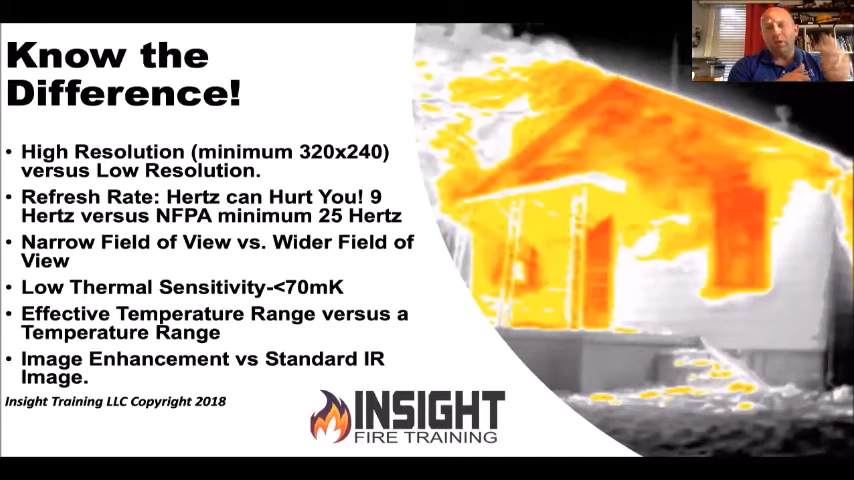 Know the
Difference!
• High Resolution (minimum 320x240)
versus Low Resolution.
• Refresh Rate: Hertz can Hurt You! 9
Hertz versus NFPA minimum 25 Hertz
• Narrow Field of View vs. Wider Field of
View
• Low Thermal Sensitivity-<70mK
• Effective Temperature Range versus a
Temperature Range
• Image Enhancement vs Standard IR
Image.
Insight Training LLC Copyright 2018
INSIGHT
FIRE TRAINING